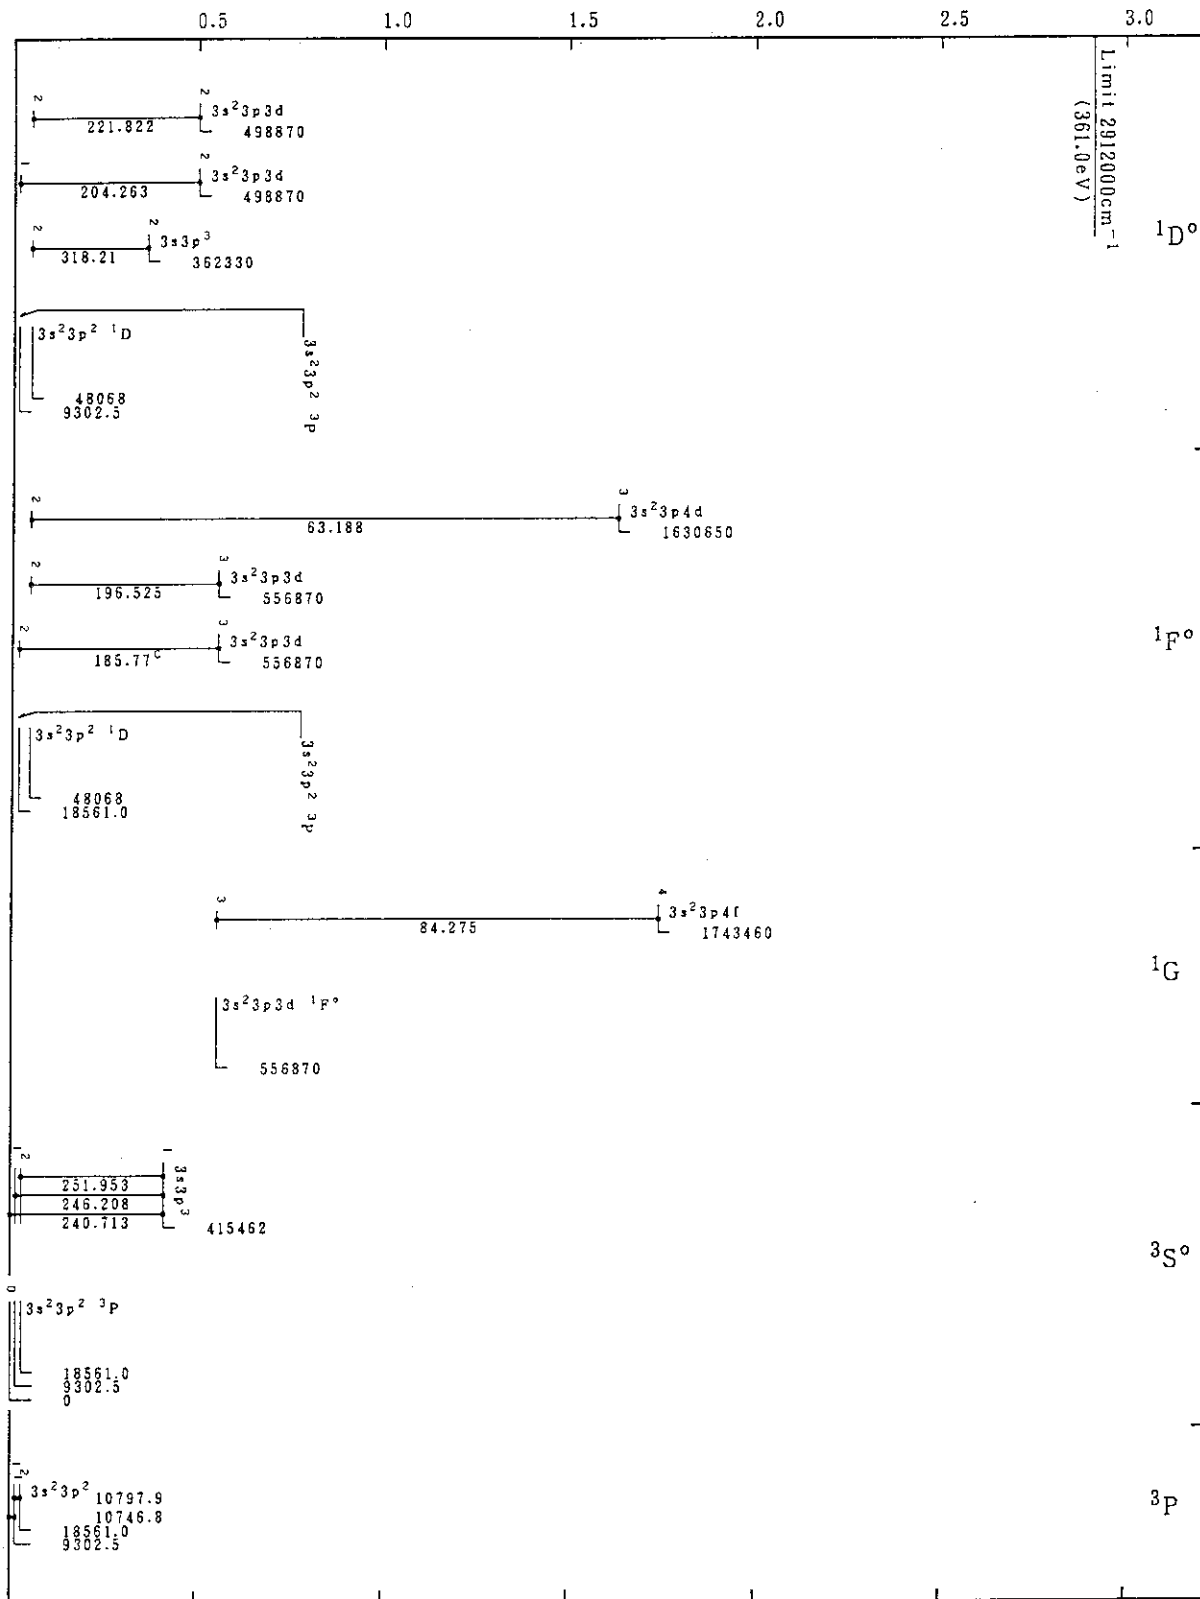 0.5 1.0 1.5 2.0 2.5 3.0
Limit 2912000cm⁻¹
(361.0eV)
2 2 3s²3p3d
221.822 498870
1 2 3s²3p3d
204.263 498870
¹D°
2 2 3s3p³
318.21 362330
3s²3p² ¹D
3s²3p² ³P
48068
9302.5
2 3 3s²3p4d
63.188 1630650
2 3 3s²3p3d
196.525 556870
¹F°
2 3 3s²3p3d
185.77ᶜ 556870
3s²3p² ¹D
3s²3p² ³P
48068
18561.0
3 4 3s²3p4f
84.275 1743460
¹G
3s²3p3d ¹F°
556870
1 2 1 3s3p³
251.953
246.208
240.713 415462
³S°
0
3s²3p² ³P
18561.0
9302.5
0
1 2
3s²3p² 10797.9
10746.8
³P
18561.0
9302.5